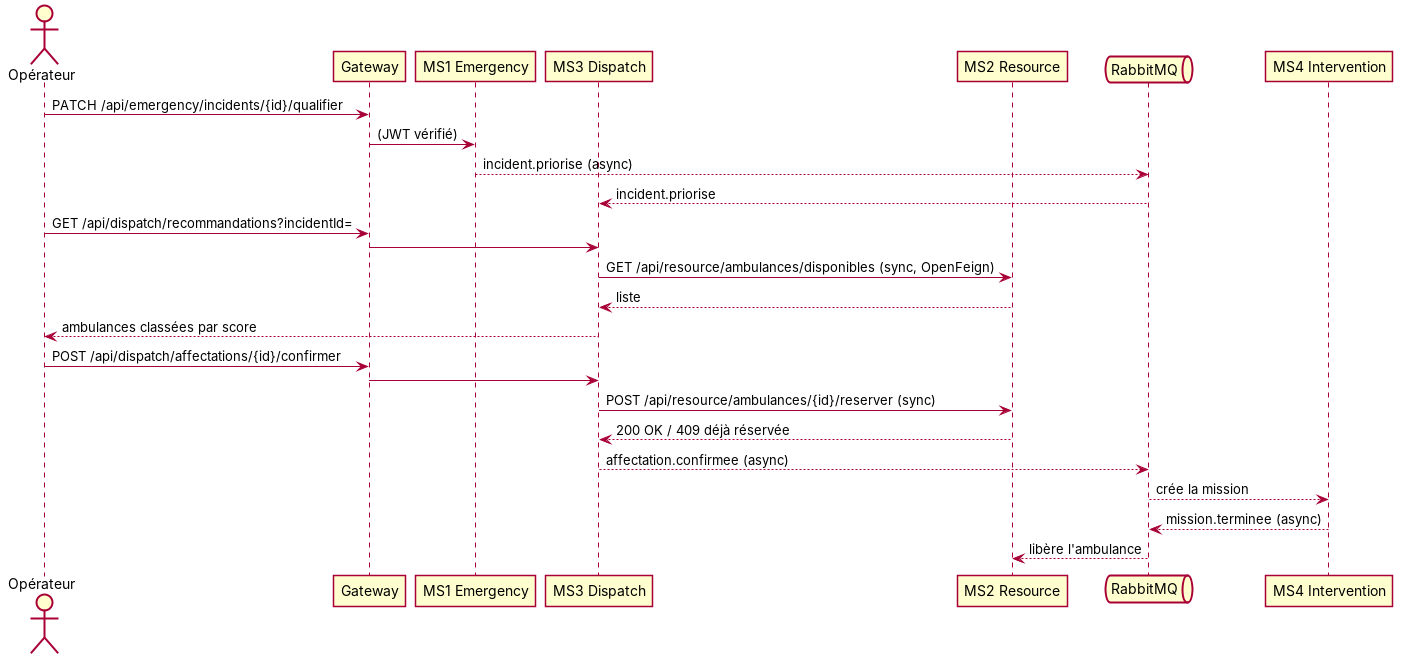 Opérateur
Gateway
MS1 Emergency
MS3 Dispatch
MS2 Resource
RabbitMQ
MS4 Intervention
PATCH /api/emergency/incidents/{id}/qualifier
(JWT vérifié)
incident.priorise (async)
incident.priorise
GET /api/dispatch/recommandations?incidentId=
GET /api/resource/ambulances/disponibles (sync, OpenFeign)
liste
ambulances classées par score
POST /api/dispatch/affectations/{id}/confirmer
POST /api/resource/ambulances/{id}/reserver (sync)
200 OK / 409 déjà réservée
affectation.confirmee (async)
crée la mission
mission.terminee (async)
libère l'ambulance
Opérateur
Gateway
MS1 Emergency
MS3 Dispatch
MS2 Resource
RabbitMQ
MS4 Intervention